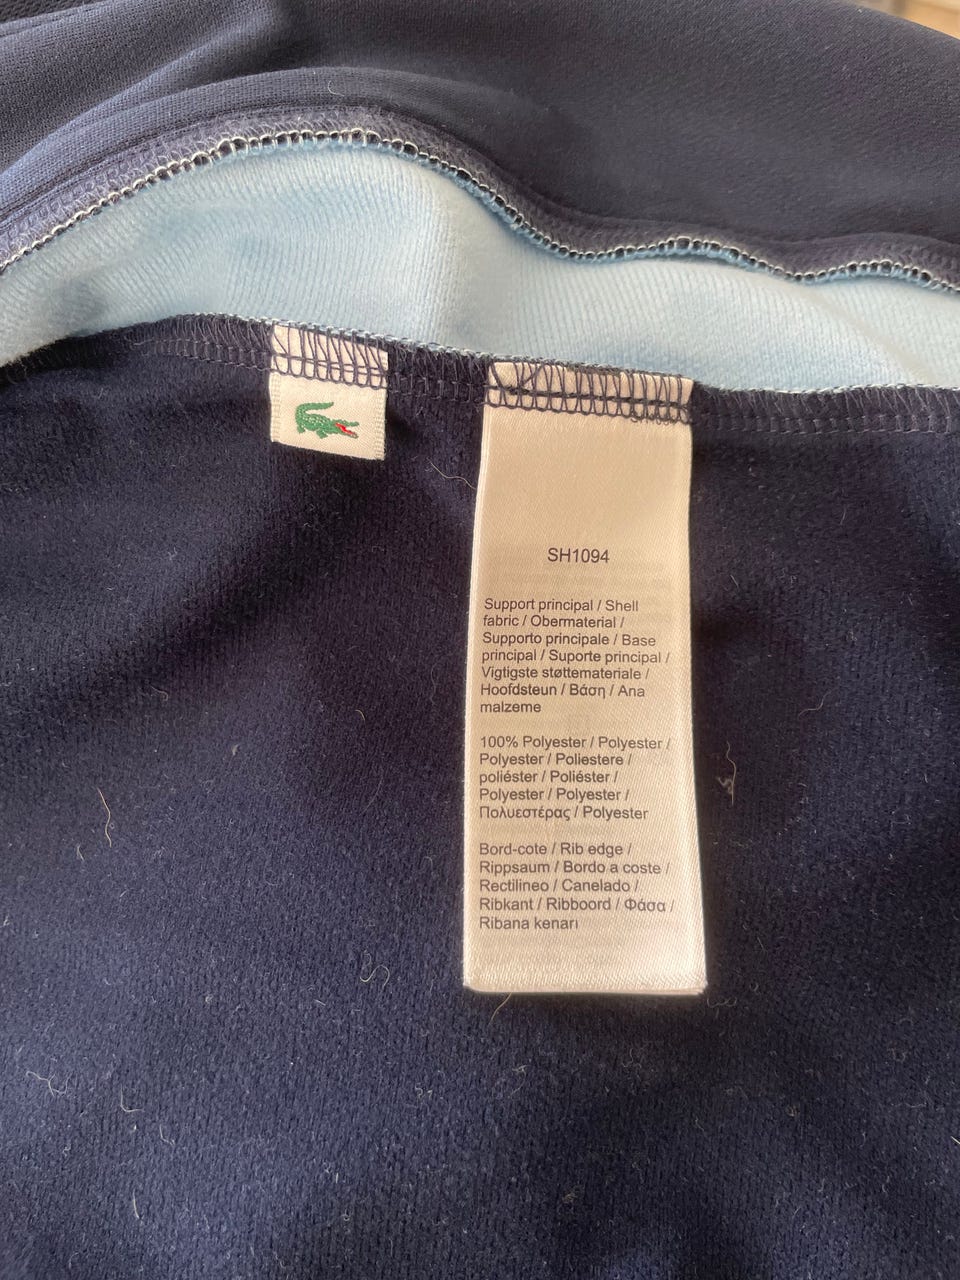 SH1094
Support principal / Shell
fabric / Obermaterial /
Supporto principale / Base
principal / Suporte principal /
Vigtigste støttemateriale /
Hoofdsteun / Βάση / Ana
malzeme
100% Polyester / Polyester /
Polyester / Poliestere /
poliéster / Poliéster /
Polyester / Polyester /
Πολυεστέρας / Polyester
Bord-cote / Rib edge /
Rippsaum / Bordo a coste /
Rectilineo / Canelado /
Ribkant / Ribboord / Φάσα /
Ribana kenarı